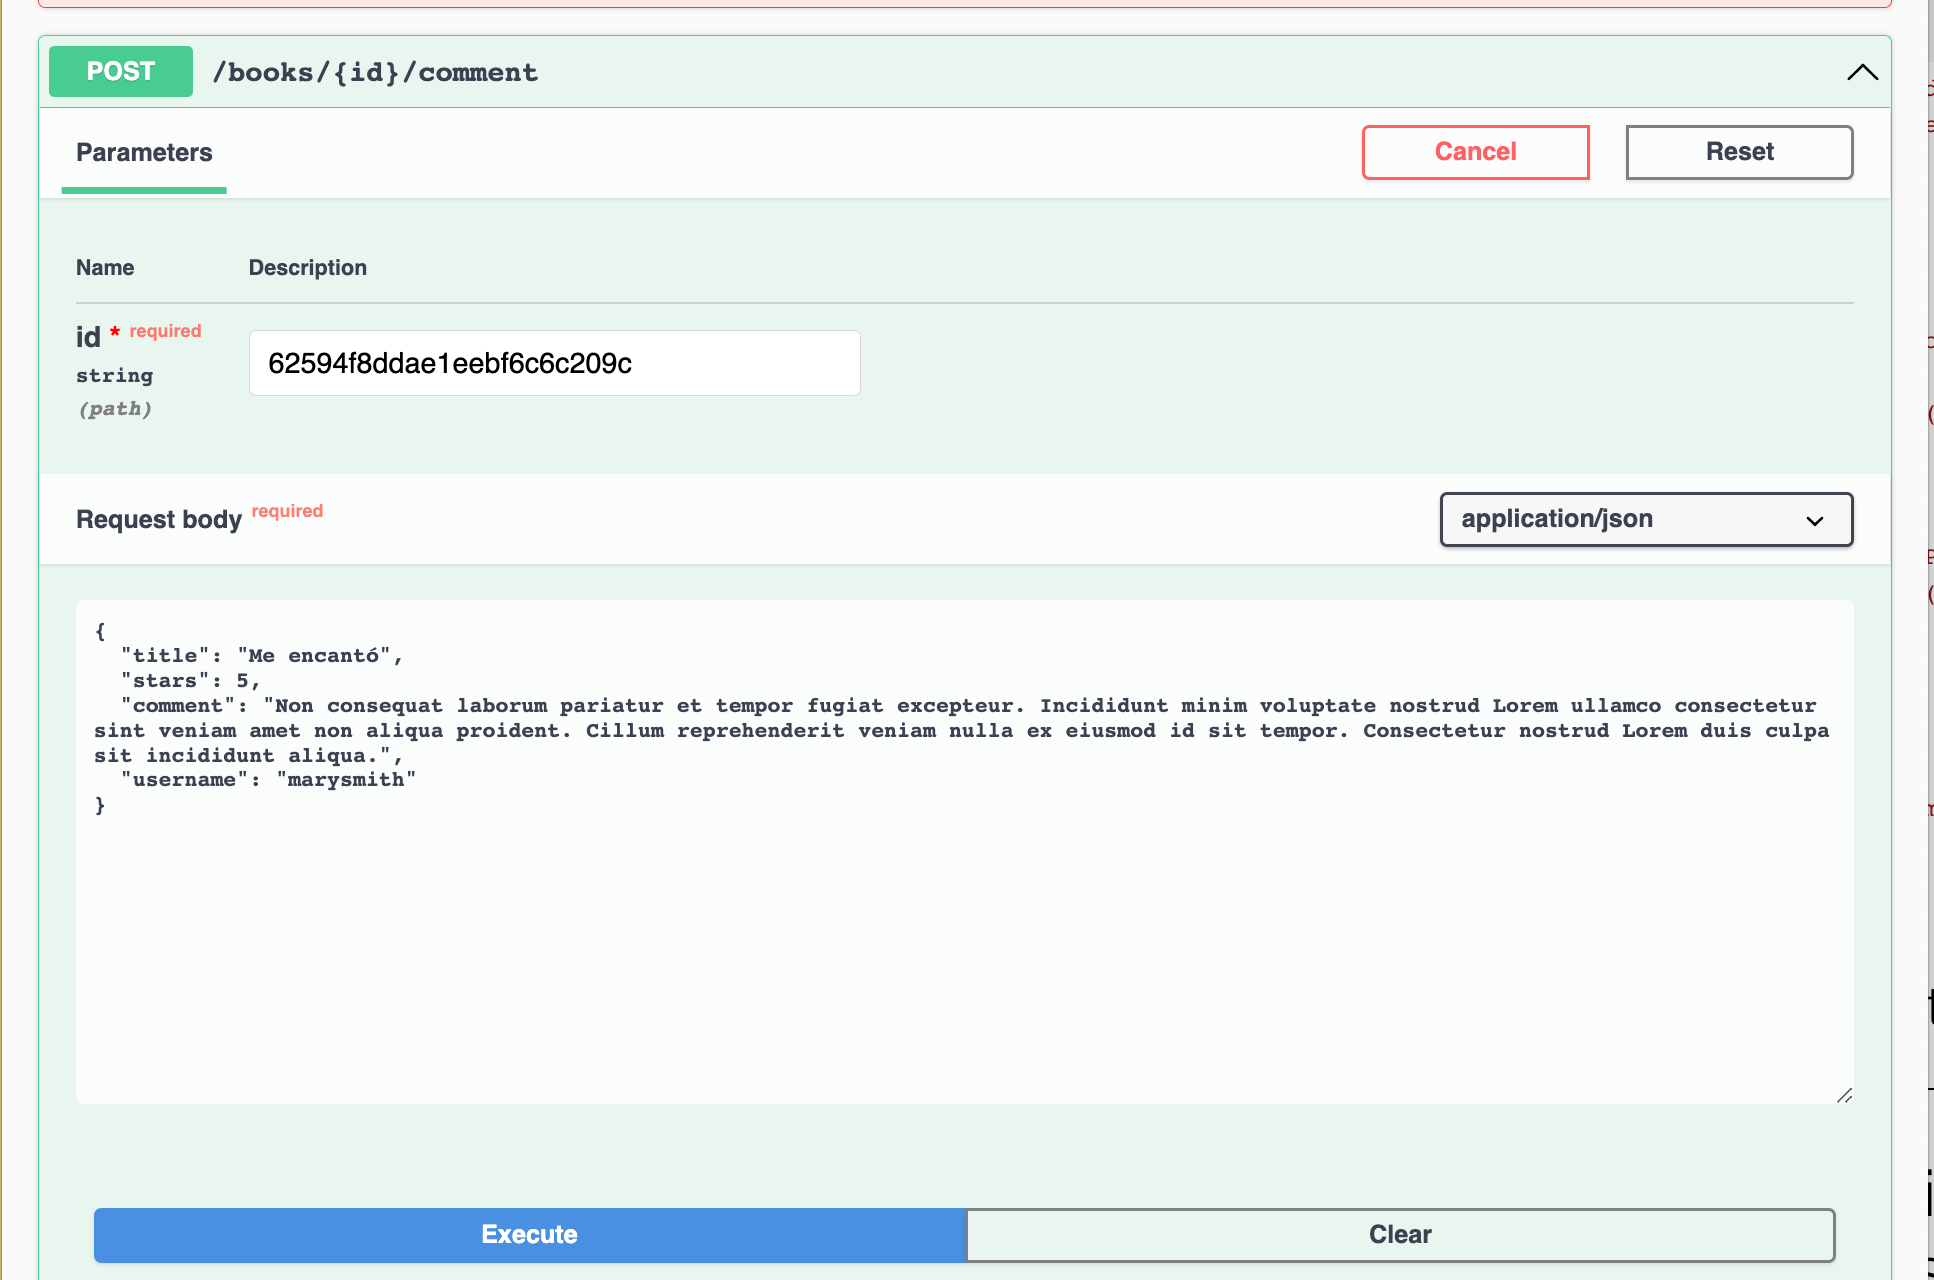 POST /books/{id}/comment
Parameters
Cancel
Reset
Name Description
id * required
string
(path)
62594f8ddae1eebf6c6c209c
Request body required
application/json
{
  "title": "Me encantó",
  "stars": 5,
  "comment": "Non consequat laborum pariatur et tempor fugiat excepteur. Incididunt minim voluptate nostrud Lorem ullamco consectetur
sint veniam amet non aliqua proident. Cillum reprehenderit veniam nulla ex eiusmod id sit tempor. Consectetur nostrud Lorem duis culpa
sit incididunt aliqua.",
  "username": "marysmith"
}
Execute
Clear